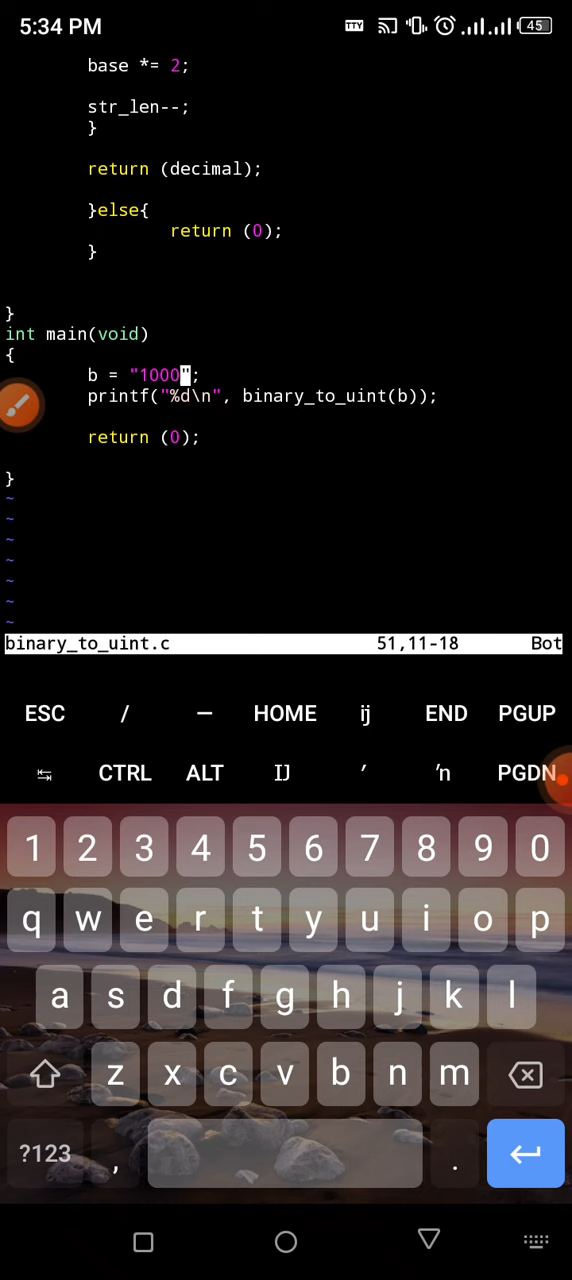 5:34 PM TTY 45
base *= 2;
str_len--;
}
return (decimal);
}else{
return (0);
}
}
int main(void)
{
b = "1000";
printf("%d\n", binary_to_uint(b));
return (0);
}
~
~
~
~
~
~
~
binary_to_uint.c 51,11-18 Bot
ESC / — HOME ij END PGUP
↹ CTRL ALT IJ ′ ŉ PGDN
1 2 3 4 5 6 7 8 9 0
q w e r t y u i o p
a s d f g h j k l
z x c v b n m
?123 , .